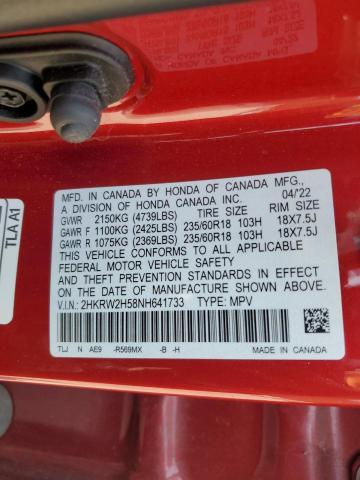 MFD. IN CANADA BY HONDA OF CANADA MFG.,
A DIVISION OF HONDA CANADA INC. 04/'22
GVWR 2150KG (4739LBS) TIRE SIZE RIM SIZE
GAWR F 1100KG (2425LBS) 235/60R18 103H 18X7.5J
GAWR R 1075KG (2369LBS) 235/60R18 103H 18X7.5J
THIS VEHICLE CONFORMS TO ALL APPLICABLE
FEDERAL MOTOR VEHICLE SAFETY
AND THEFT PREVENTION STANDARDS IN EFFECT
ON THE DATE OF MANUFACTURE SHOWN ABOVE.
V.I.N.: 2HKRW2H58NH641733 TYPE: MPV
TLJ N AE9 -R569MX -B -H MADE IN CANADA
TLA A1